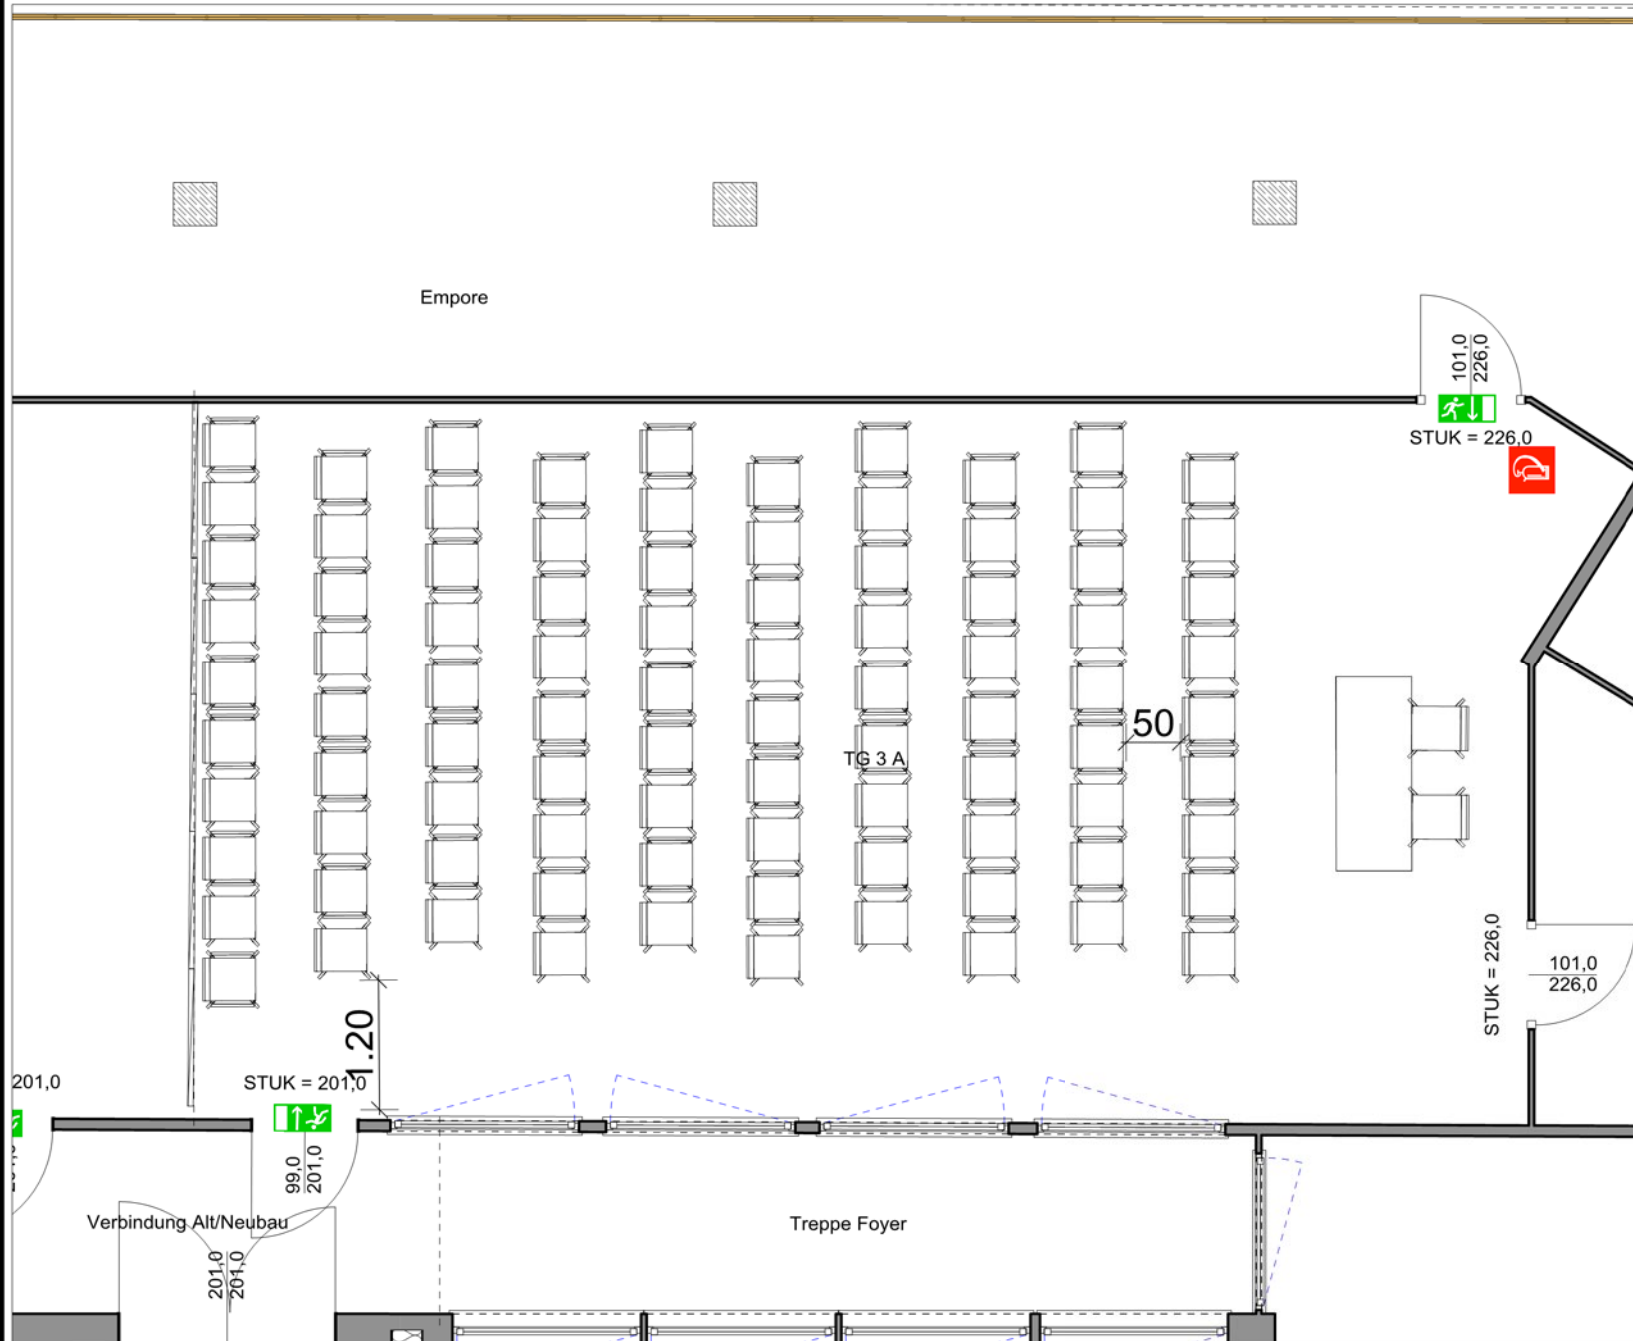 Empore
101,0
226,0
STUK = 226,0
50
TG 3 A
STUK = 226,0
101,0
226,0
1.20
201,0
STUK = 201,0
99,0
201,0
Verbindung Alt/Neubau
Treppe Foyer
201,0
201,0